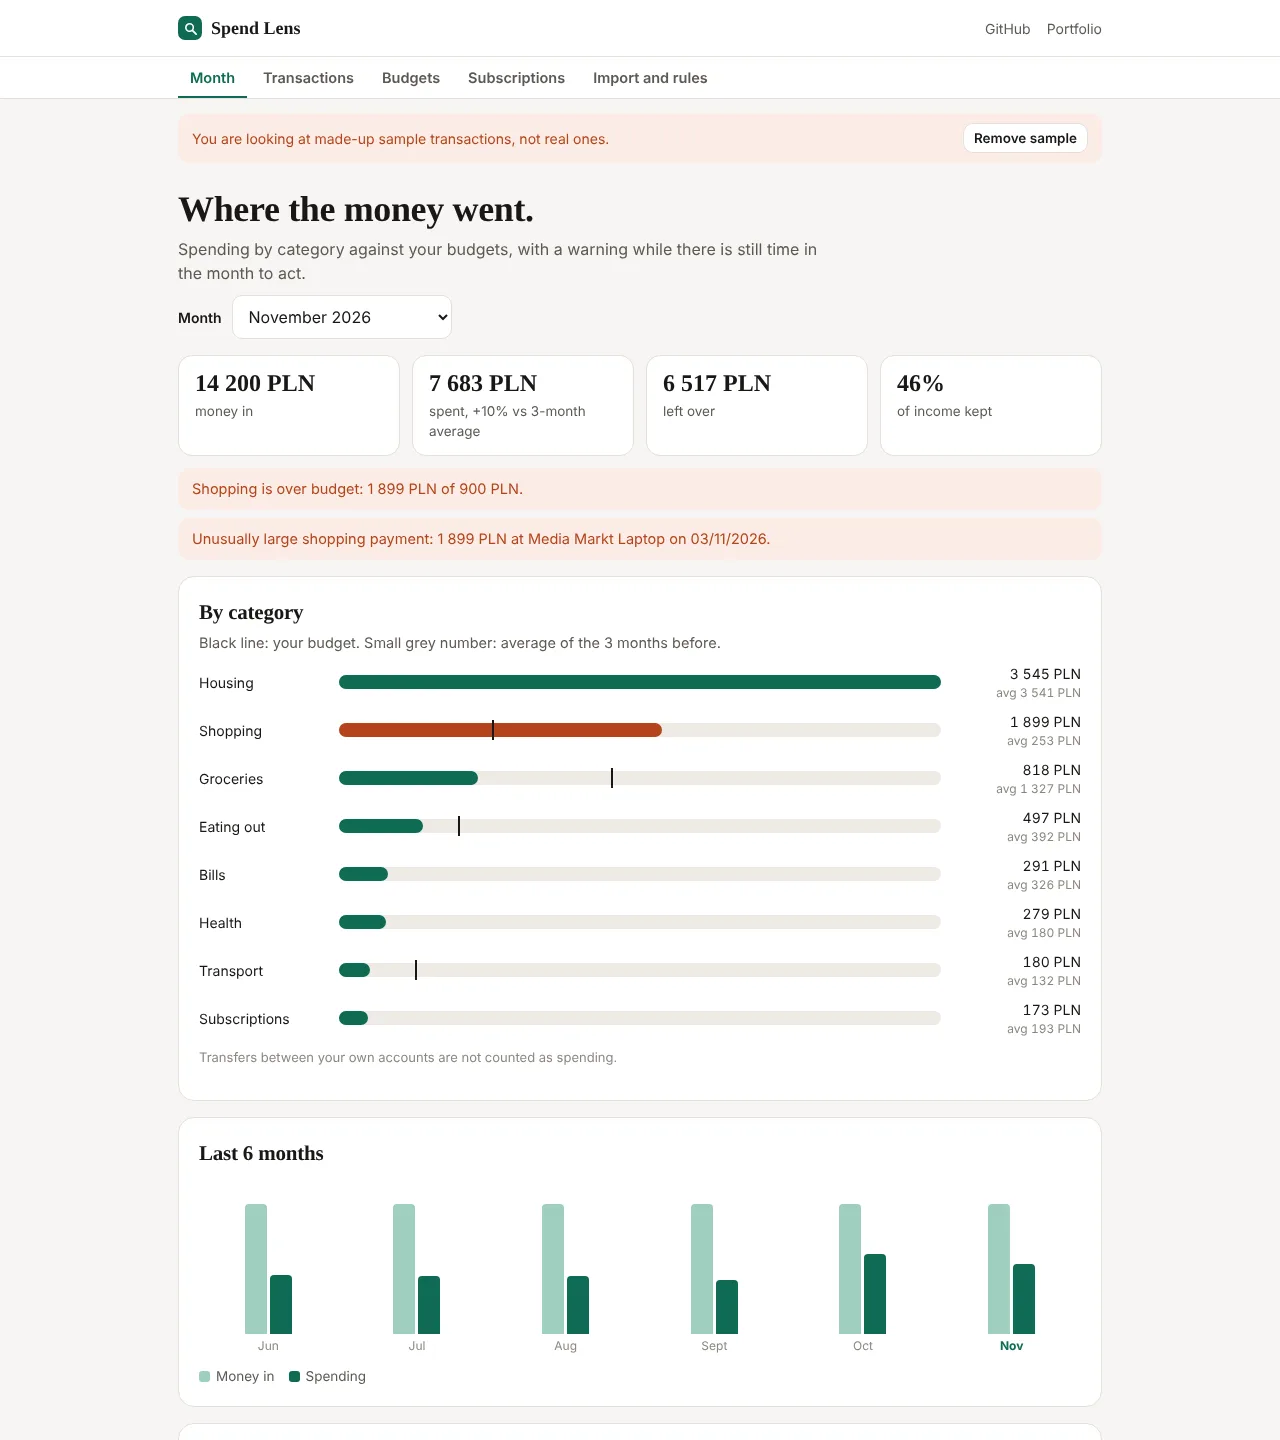 Spend Lens
GitHub
Portfolio
Month
Transactions
Budgets
Subscriptions
Import and rules
You are looking at made-up sample transactions, not real ones.
Remove sample
Where the money went.
Spending by category against your budgets, with a warning while there is still time in
the month to act.
Month
November 2026
14 200 PLN
money in
7 683 PLN
spent, +10% vs 3-month
average
6 517 PLN
left over
46%
of income kept
Shopping is over budget: 1 899 PLN of 900 PLN.
Unusually large shopping payment: 1 899 PLN at Media Markt Laptop on 03/11/2026.
By category
Black line: your budget. Small grey number: average of the 3 months before.
Housing
3 545 PLN
avg 3 541 PLN
Shopping
1 899 PLN
avg 253 PLN
Groceries
818 PLN
avg 1 327 PLN
Eating out
497 PLN
avg 392 PLN
Bills
291 PLN
avg 326 PLN
Health
279 PLN
avg 180 PLN
Transport
180 PLN
avg 132 PLN
Subscriptions
173 PLN
avg 193 PLN
Transfers between your own accounts are not counted as spending.
Last 6 months
Jun
Jul
Aug
Sept
Oct
Nov
Money in
Spending